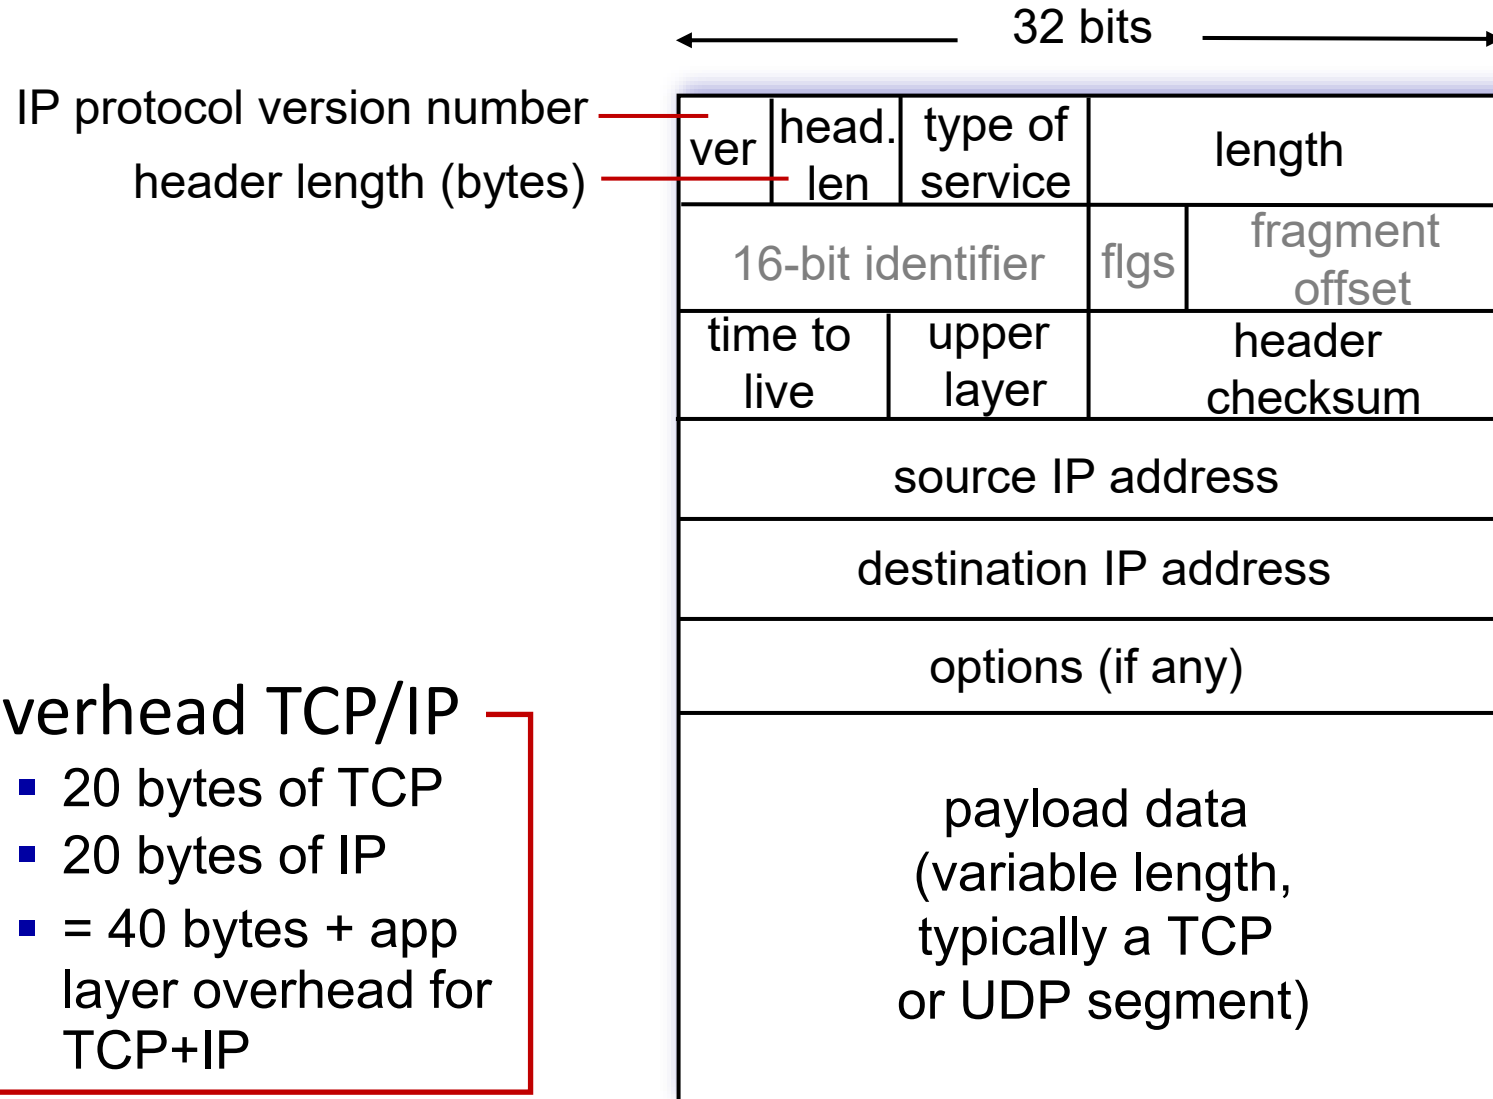 32 bits
IP protocol version number
header length (bytes)
ver
head.
len
type of
service
length
16-bit identifier
flgs
fragment
offset
time to
live
upper
layer
header
checksum
source IP address
destination IP address
options (if any)
payload data
(variable length,
typically a TCP
or UDP segment)
verhead TCP/IP
▪ 20 bytes of TCP
▪ 20 bytes of IP
▪ = 40 bytes + app
layer overhead for
TCP+IP